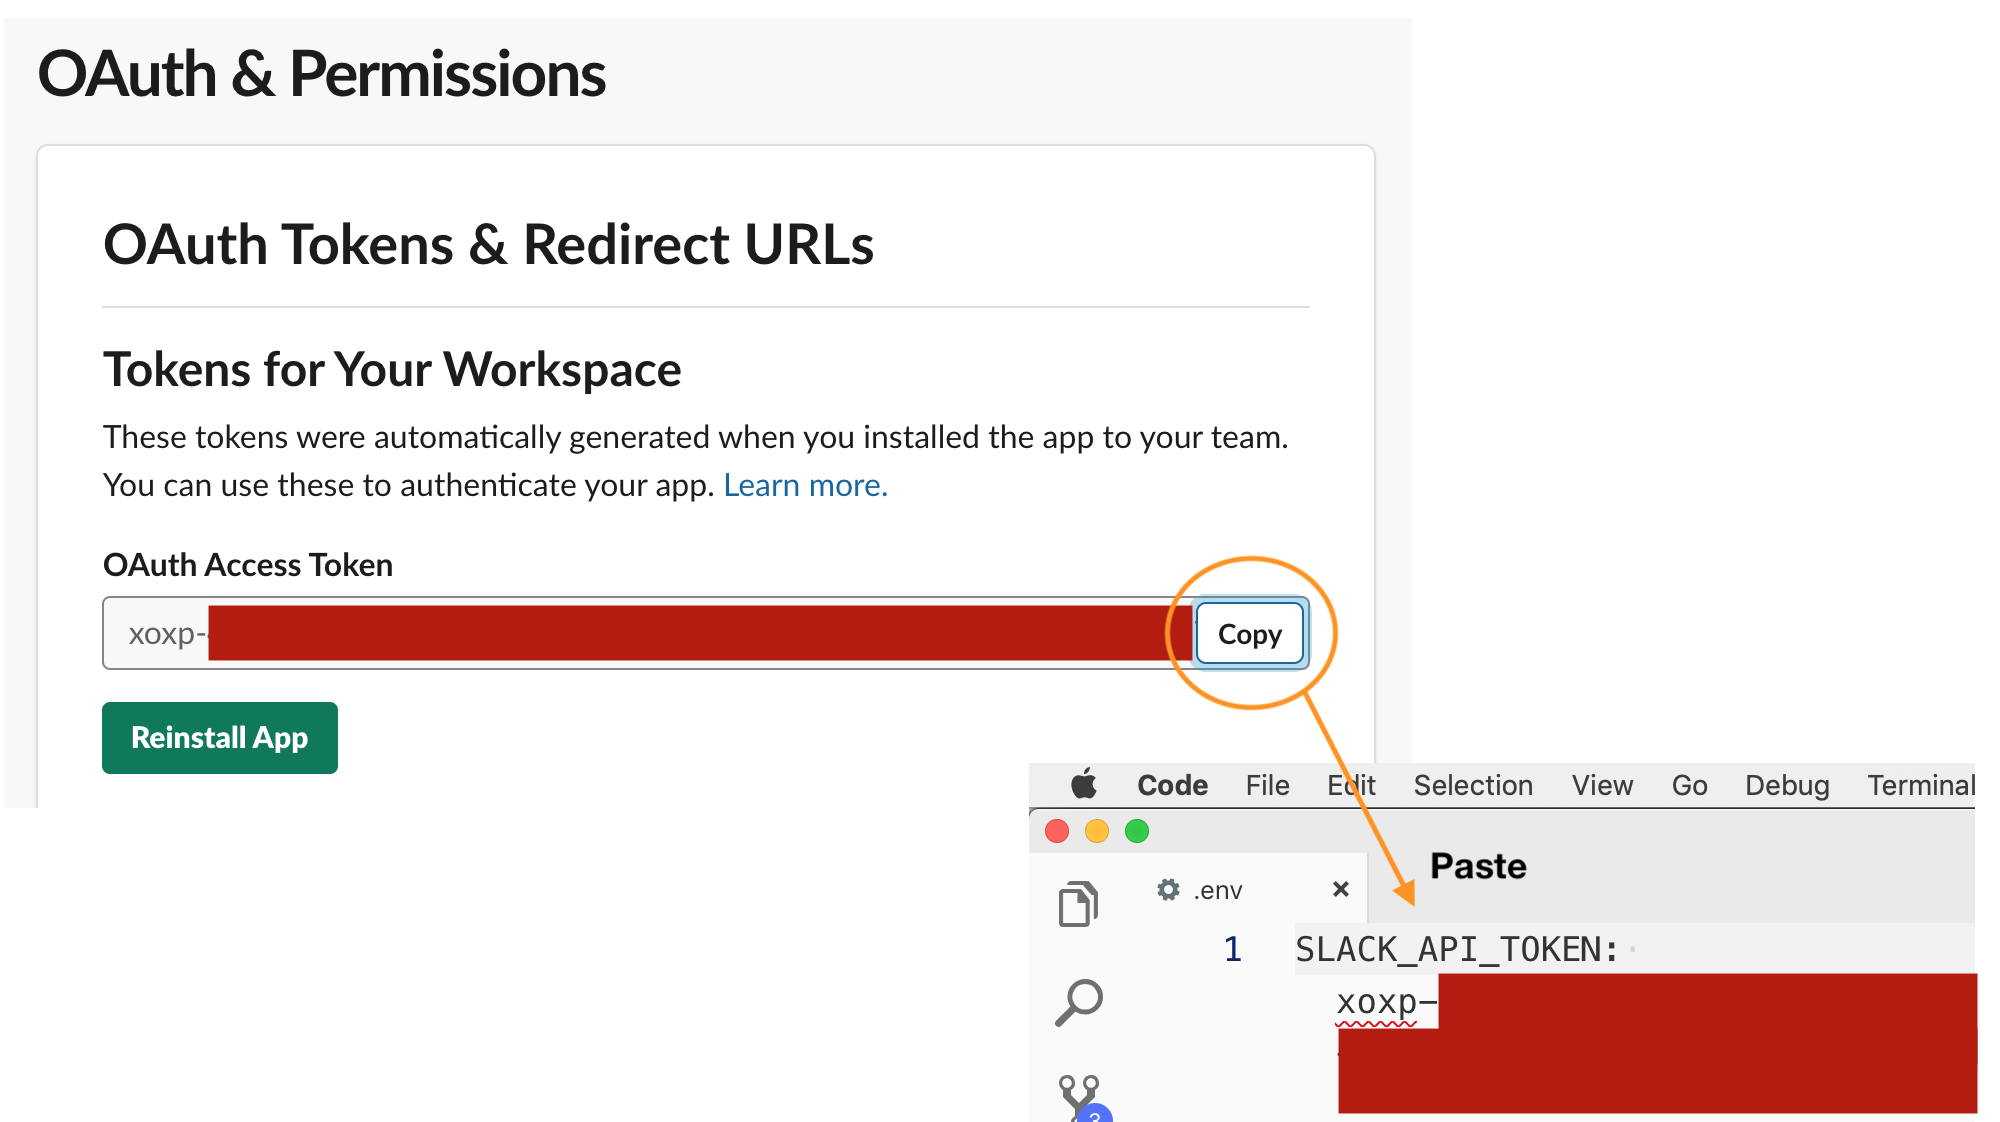 OAuth & Permissions
OAuth Tokens & Redirect URLs
Tokens for Your Workspace
These tokens were automatically generated when you installed the app to your team.
You can use these to authenticate your app. Learn more.
OAuth Access Token
xoxp-
Copy
Reinstall App
Code File Edit Selection View Go Debug Terminal
Paste
.env
1 SLACK_API_TOKEN:
xoxp-
3